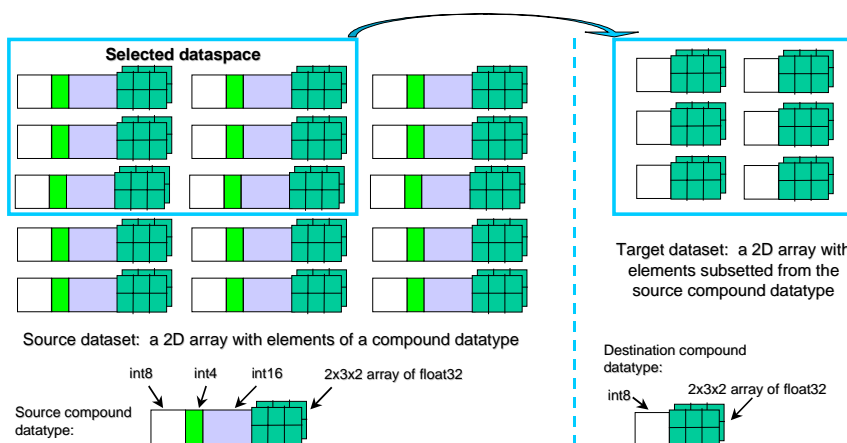 Selected dataspace
Target dataset: a 2D array with
elements subsetted from the
source compound datatype
Source dataset: a 2D array with elements of a compound datatype
int8 int4 int16 2x3x2 array of float32
Source compound
datatype:
Destination compound
datatype:
int8 2x3x2 array of float32